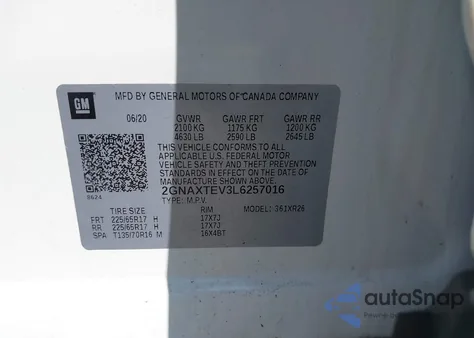 GM
MFD BY GENERAL MOTORS OF CANADA COMPANY
06/20 GVWR GAWR FRT GAWR RR
2100 KG 1175 KG 1200 KG
4630 LB 2590 LB 2645 LB
THIS VEHICLE CONFORMS TO ALL
APPLICABLE U.S. FEDERAL MOTOR
VEHICLE SAFETY AND THEFT PREVENTION
STANDARDS IN EFFECT ON THE DATE OF
MANUFACTURE SHOWN ABOVE.
2GNAXTEV3L6257016
8624 TYPE: M.P.V. MODEL: 1XR26
RIM
FRT 225/65R17 H 17X7J
RR 225/65R17 H 17X7J
SPA T135/70R16 M 16X4BT
autoSnap